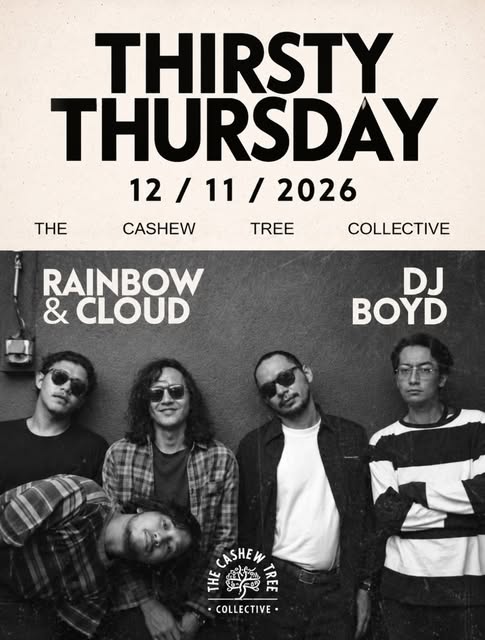 THIRSTY
THURSDAY
12 / 11 / 2026
THE CASHEW TREE COLLECTIVE
RAINBOW
& CLOUD
DJ
BOYD
THE CASHEW TREE
• COLLECTIVE •